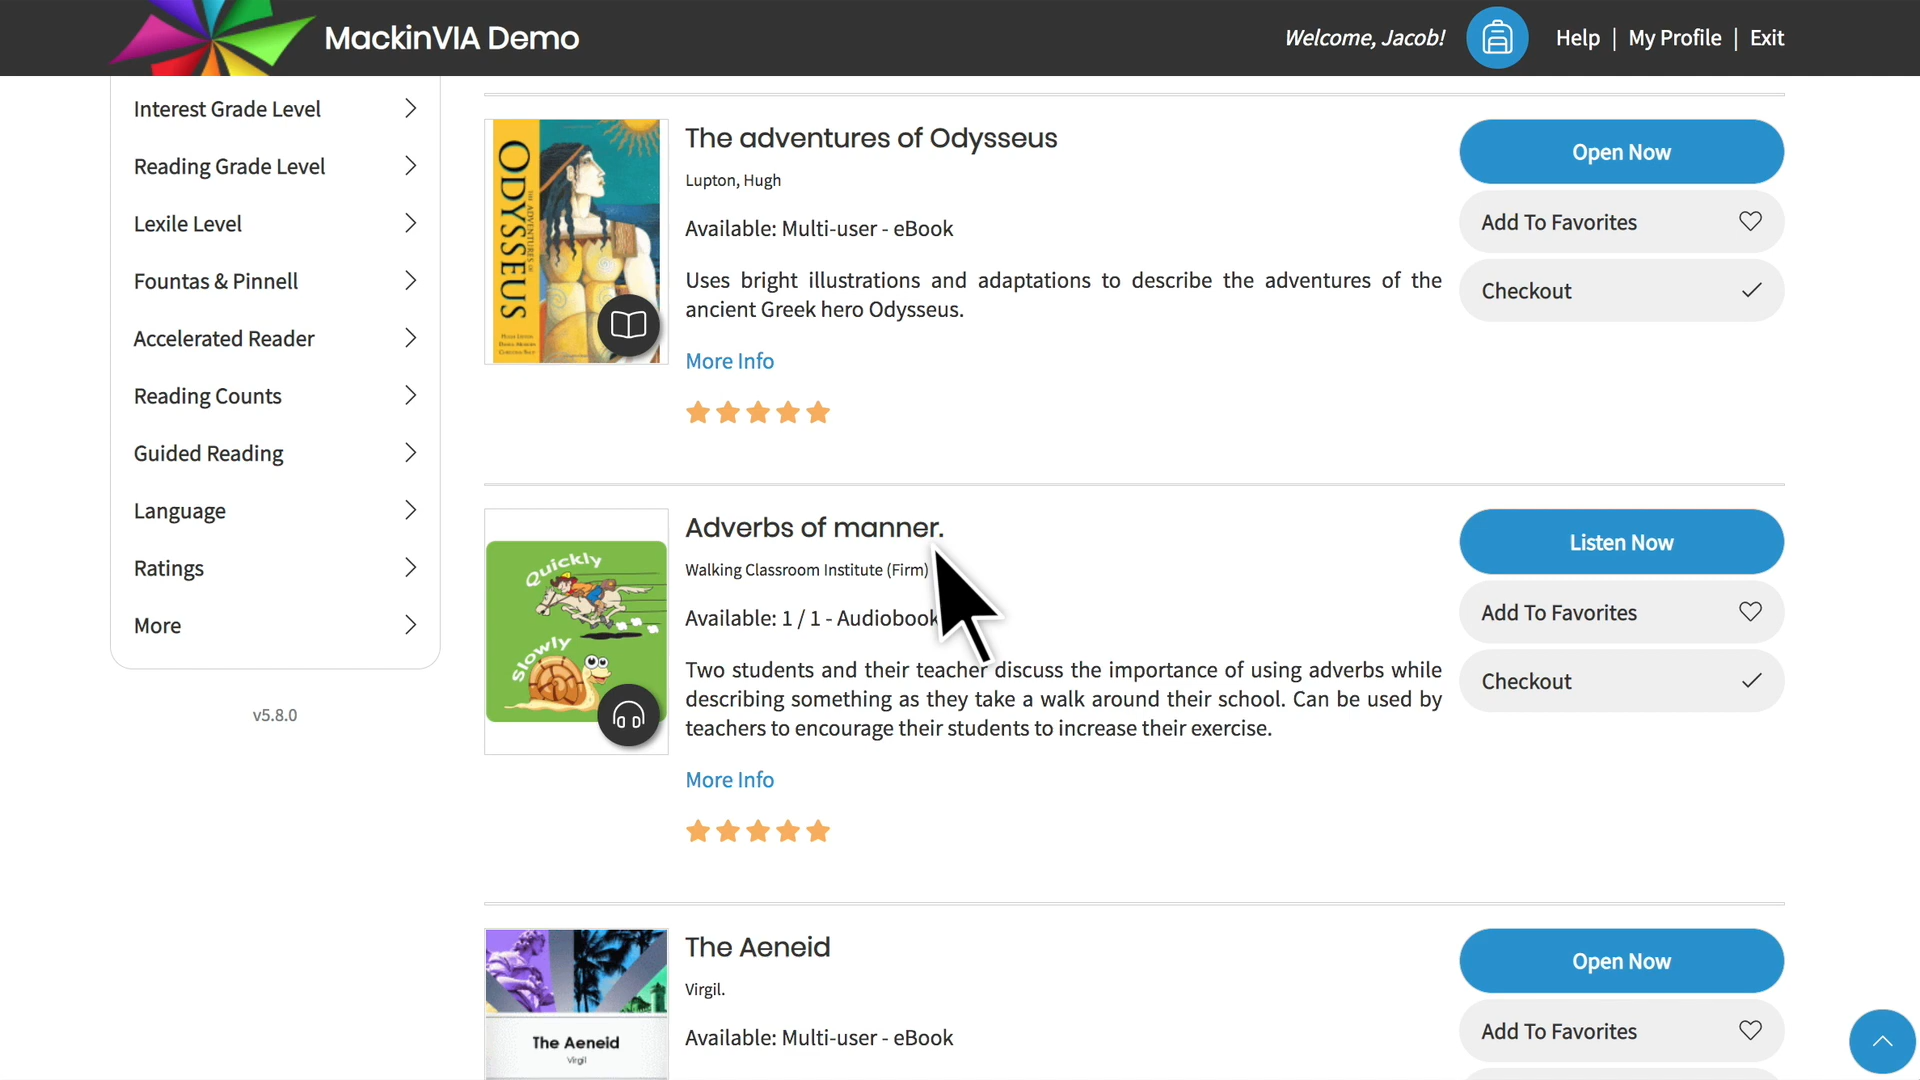 MackinVIA Demo
Welcome, Jacob!
Help | My Profile | Exit
Interest Grade Level
Reading Grade Level
Lexile Level
Fountas & Pinnell
Accelerated Reader
Reading Counts
Guided Reading
Language
Ratings
More
v5.8.0
THE ADVENTURES OF
ODYSSEUS
The adventures of Odysseus
Lupton, Hugh
Available: Multi-user - eBook
Uses bright illustrations and adaptations to describe the adventures of the
ancient Greek hero Odysseus.
More Info
Open Now
Add To Favorites
Checkout
Quickly
Slowly
Adverbs of manner.
Walking Classroom Institute (Firm)
Available: 1 / 1 - Audiobook
Two students and their teacher discuss the importance of using adverbs while
describing something as they take a walk around their school. Can be used by
teachers to encourage their students to increase their exercise.
More Info
Listen Now
Add To Favorites
Checkout
The Aeneid
Virgil
The Aeneid
Virgil.
Available: Multi-user - eBook
Open Now
Add To Favorites